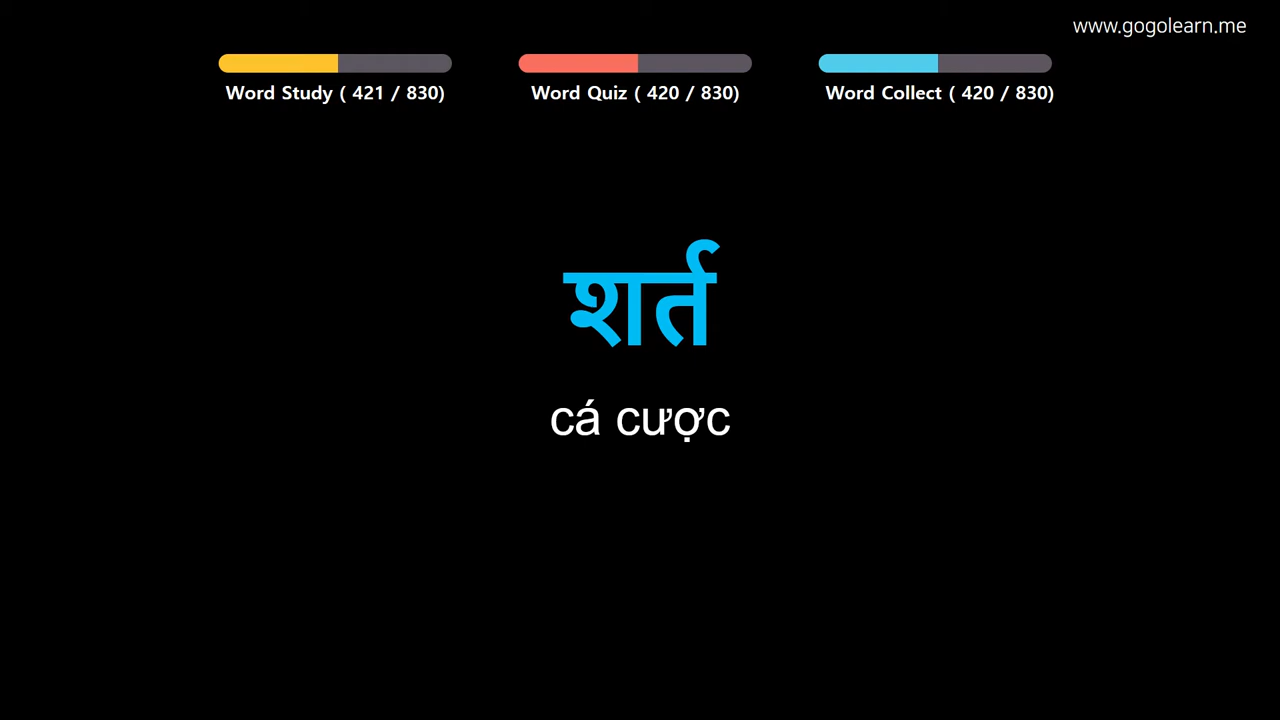 www.gogolearn.me
Word Study ( 421 / 830)
Word Quiz ( 420 / 830)
Word Collect ( 420 / 830)
शर्त
cá cược